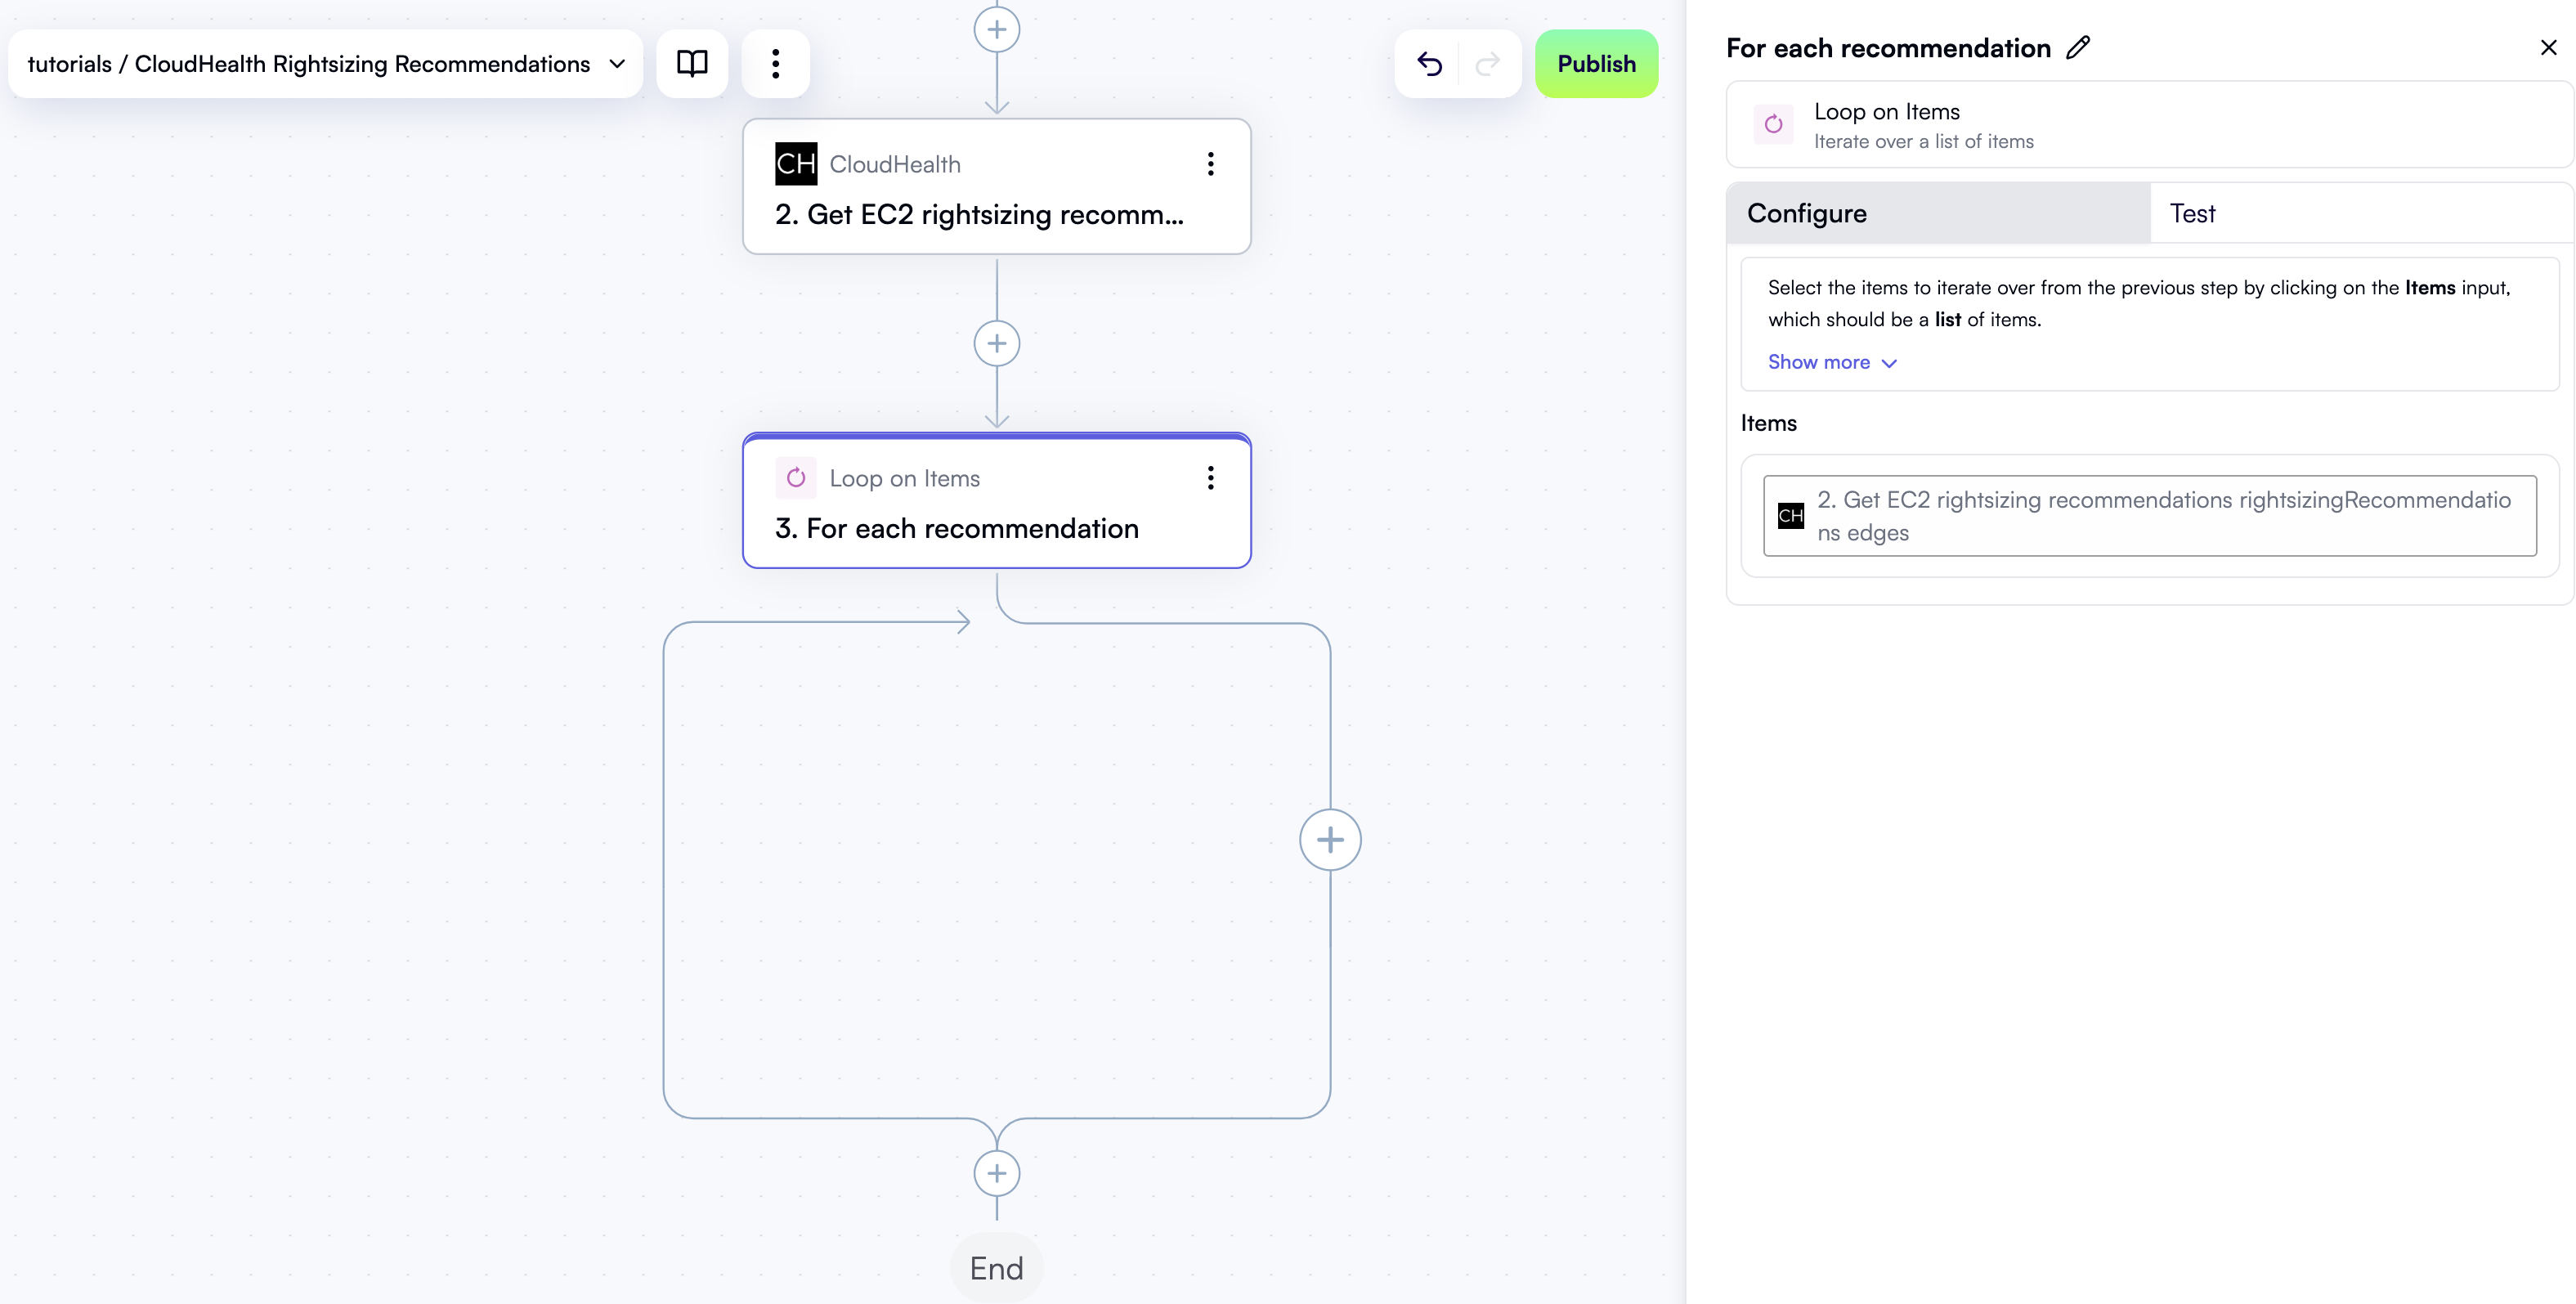 tutorials / CloudHealth Rightsizing Recommendations
Publish
CH CloudHealth
2. Get EC2 rightsizing recomm...
Loop on Items
3. For each recommendation
End
For each recommendation
Loop on Items
Iterate over a list of items
Configure
Test
Select the items to iterate over from the previous step by clicking on the Items input,
which should be a list of items.
Show more
Items
CH 2. Get EC2 rightsizing recommendations rightsizingRecommendatio
ns edges